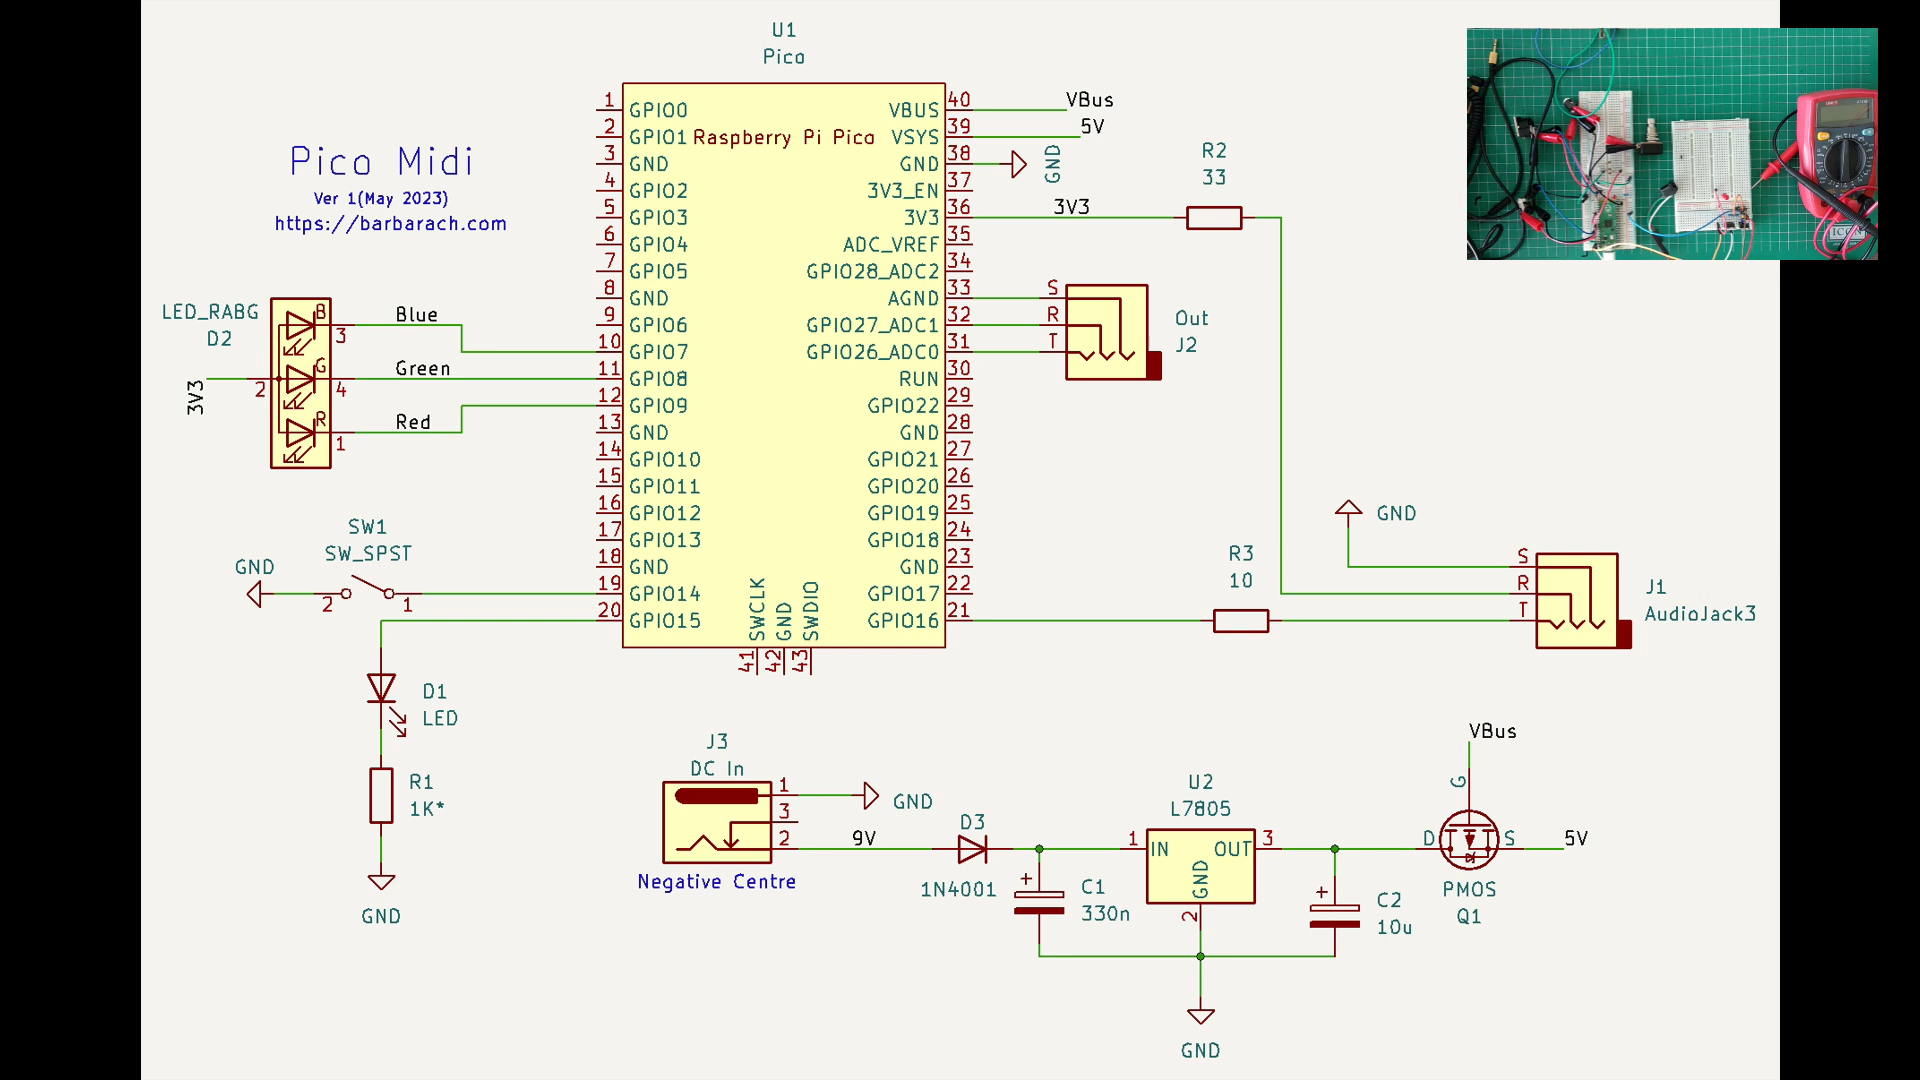 U1
Pico
Pico Midi
Ver 1(May 2023)
https://barbarach.com
Raspberry Pi Pico
1 GPIO0
2 GPIO1
3 GND
4 GPIO2
5 GPIO3
6 GPIO4
7 GPIO5
8 GND
9 GPIO6
10 GPIO7
11 GPIO8
12 GPIO9
13 GND
14 GPIO10
15 GPIO11
16 GPIO12
17 GPIO13
18 GND
19 GPIO14
20 GPIO15
VBUS 40 VBus
VSYS 39 5V
GND 38 GND
3V3_EN 37
3V3 36 3V3
ADC_VREF 35
GPIO28_ADC2 34
AGND 33
GPIO27_ADC1 32
GPIO26_ADC0 31
RUN 30
GPIO22 29
GND 28
GPIO21 27
GPIO20 26
GPIO19 25
GPIO18 24
GND 23
GPIO17 22
GPIO16 21
SWCLK 41
GND 42
SWDIO 43
LED_RABG
D2
B 3 Blue
3V3 2 G 4 Green
R 1 Red
SW1
SW_SPST
GND 2 1
D1
LED
R1
1K*
GND
R2
33
S
R
T
Out
J2
R3
10
GND
S
R
T
J1
AudioJack3
J3
DC In
1 GND
3
2 9V
Negative Centre
D3
1N4001
+ C1
330n
U2
L7805
1 IN OUT 3
GND
2
+ C2
10u
GND
VBus
G
D S 5V
PMOS
Q1